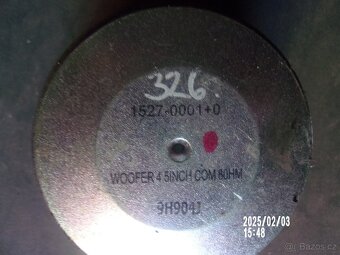 326
1527-0001+0
WOOFER 4.5INCH COM 8OHM
9H904J
2025/02/03
15:48
Bazos.cz